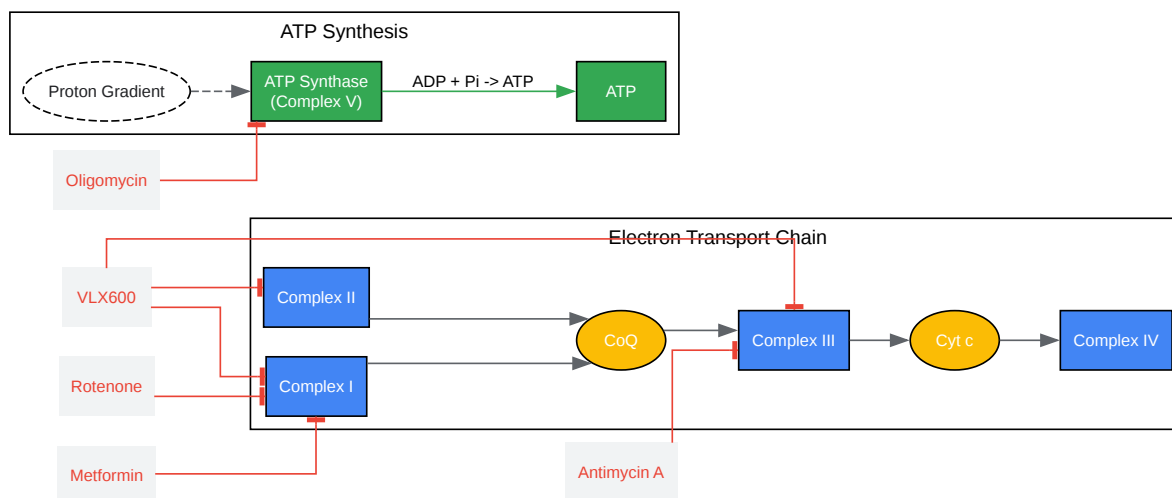 ATP Synthesis
Proton Gradient
ATP Synthase
(Complex V)
ADP + Pi -> ATP
ATP
Oligomycin
Electron Transport Chain
VLX600
Complex II
CoQ
Complex III
Cyt c
Complex IV
Rotenone
Complex I
Metformin
Antimycin A